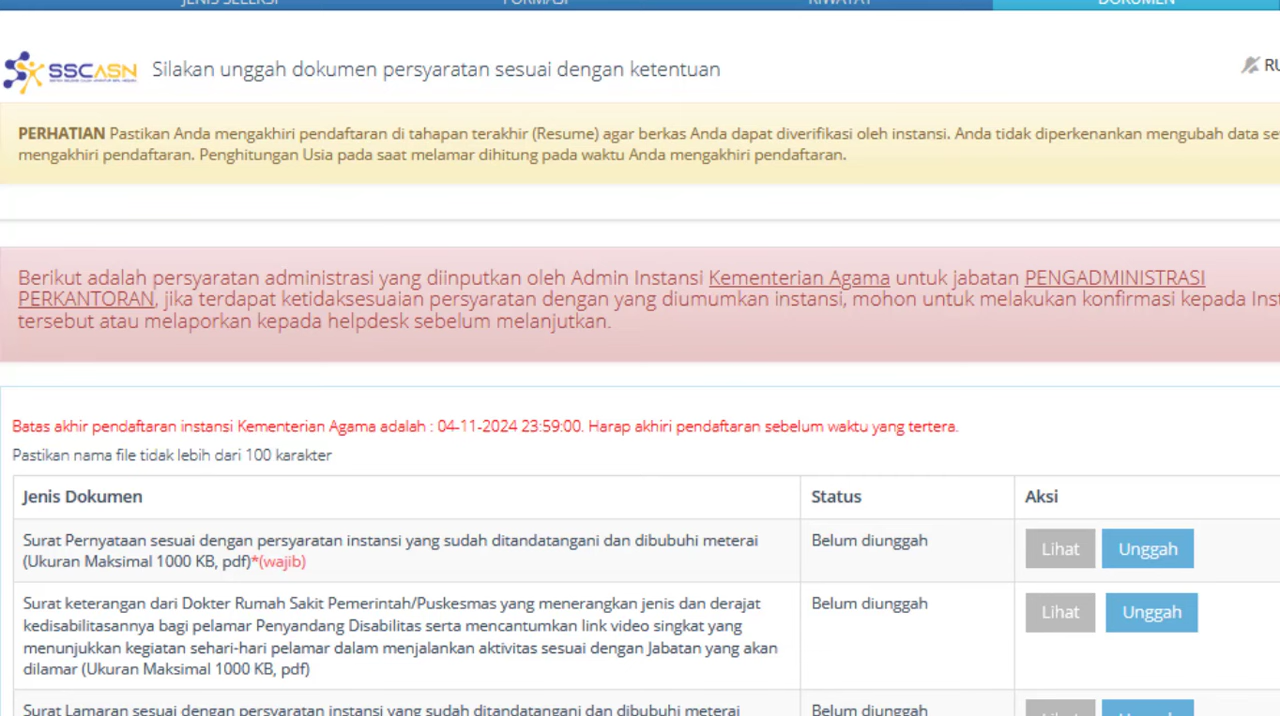 JENIS SELEKSI FORMASI RIWAYAT DOKUMEN
SSCASN Silakan unggah dokumen persyaratan sesuai dengan ketentuan
PERHATIAN Pastikan Anda mengakhiri pendaftaran di tahapan terakhir (Resume) agar berkas Anda dapat diverifikasi oleh instansi. Anda tidak diperkenankan mengubah data se
mengakhiri pendaftaran. Penghitungan Usia pada saat melamar dihitung pada waktu Anda mengakhiri pendaftaran.
Berikut adalah persyaratan administrasi yang diinputkan oleh Admin Instansi Kementerian Agama untuk jabatan PENGADMINISTRASI
PERKANTORAN, jika terdapat ketidaksesuaian persyaratan dengan yang diumumkan instansi, mohon untuk melakukan konfirmasi kepada Ins
tersebut atau melaporkan kepada helpdesk sebelum melanjutkan.
Batas akhir pendaftaran instansi Kementerian Agama adalah : 04-11-2024 23:59:00. Harap akhiri pendaftaran sebelum waktu yang tertera.
Pastikan nama file tidak lebih dari 100 karakter
Jenis Dokumen Status Aksi
Surat Pernyataan sesuai dengan persyaratan instansi yang sudah ditandatangani dan dibubuhi meterai
(Ukuran Maksimal 1000 KB, pdf)*(wajib)
Belum diunggah
Lihat Unggah
Surat keterangan dari Dokter Rumah Sakit Pemerintah/Puskesmas yang menerangkan jenis dan derajat
kedisabilitasannya bagi pelamar Penyandang Disabilitas serta mencantumkan link video singkat yang
menunjukkan kegiatan sehari-hari pelamar dalam menjalankan aktivitas sesuai dengan Jabatan yang akan
dilamar (Ukuran Maksimal 1000 KB, pdf)
Belum diunggah
Lihat Unggah
Surat Lamaran sesuai dengan persyaratan instansi yang sudah ditandatangani dan dibubuhi meterai
Belum diunggah